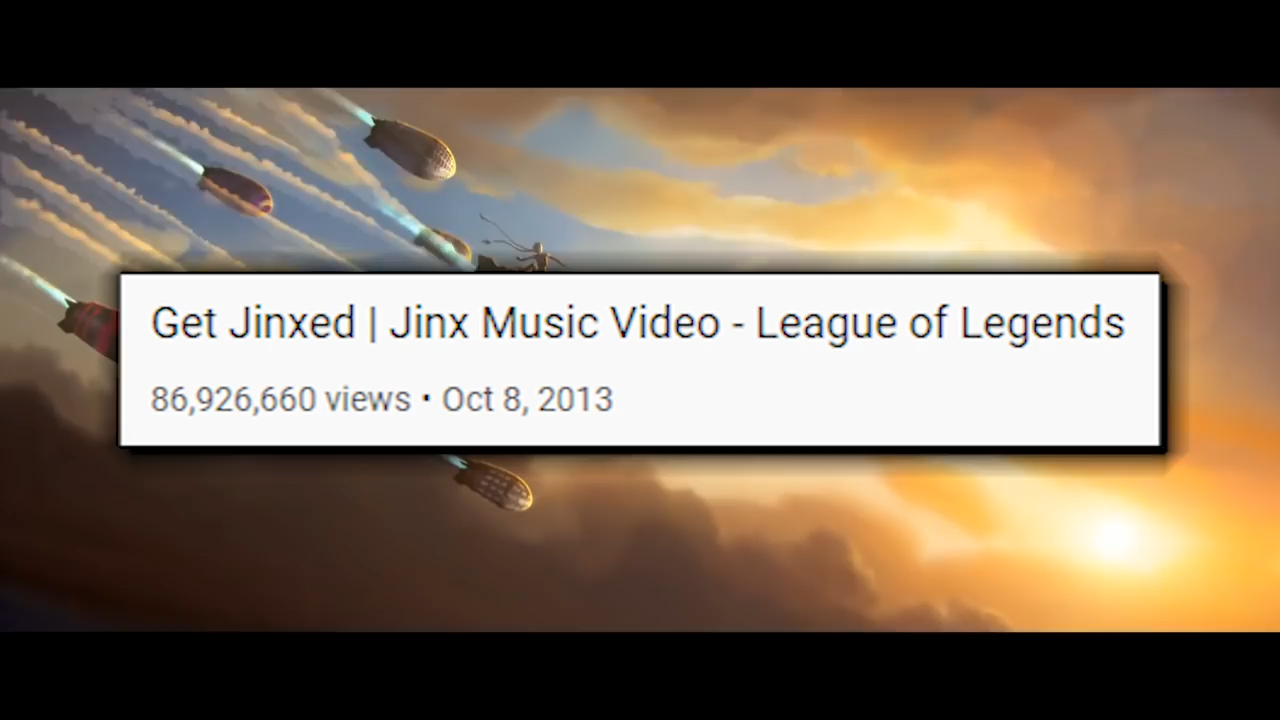 Get Jinxed | Jinx Music Video - League of Legends
86,926,660 views • Oct 8, 2013